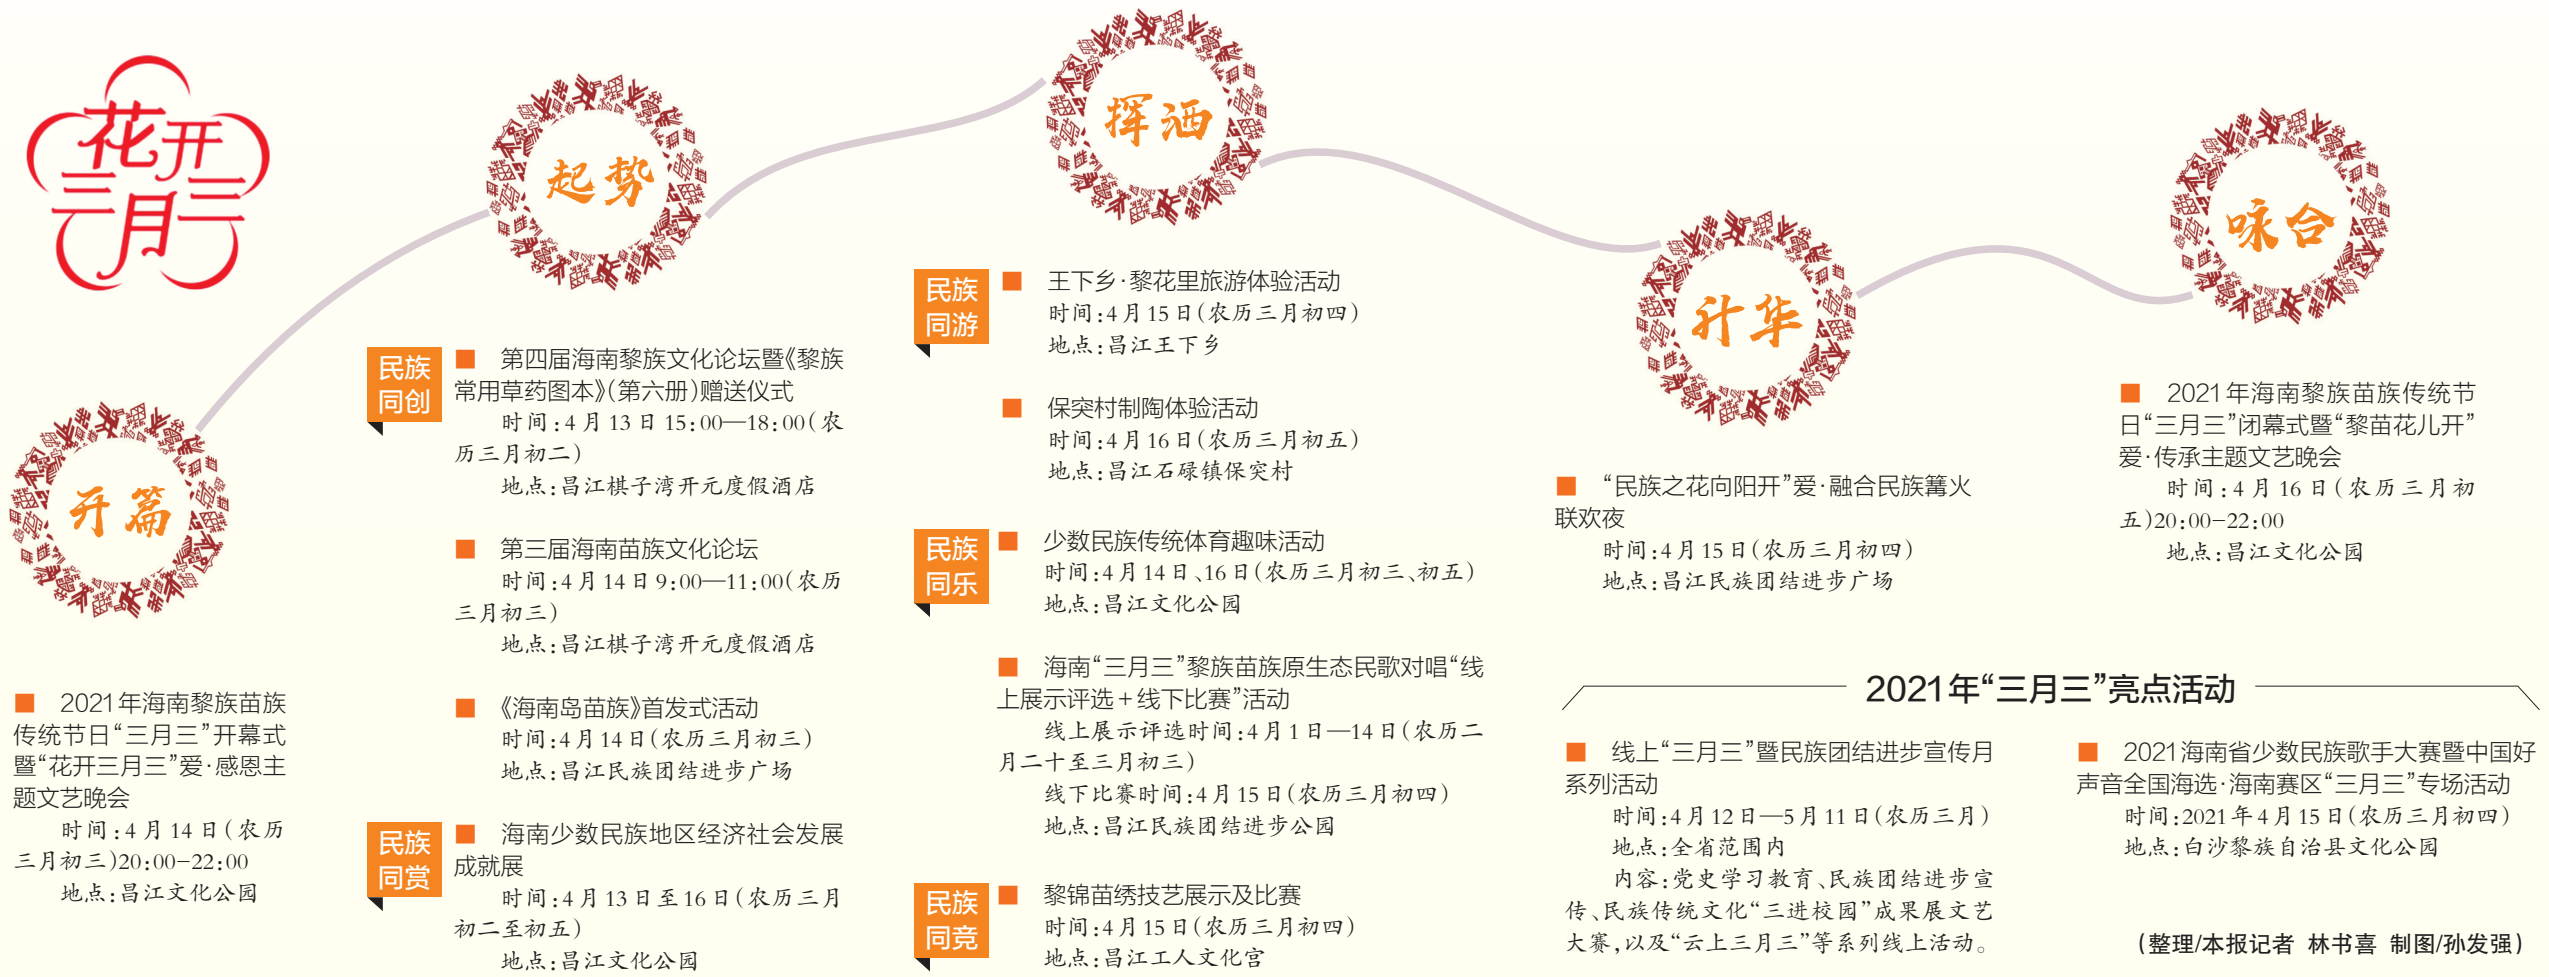 花开
三月三
开篇
■ 2021年海南黎族苗族
传统节日“三月三”开幕式
暨“花开三月三”爱·感恩主
题文艺晚会
时间:4月14日(农历
三月初三)20:00-22:00
地点:昌江文化公园
起势
民族
同创
■ 第四届海南黎族文化论坛暨《黎族
常用草药图本》(第六册)赠送仪式
时间:4月13日15:00—18:00(农
历三月初二)
地点:昌江棋子湾开元度假酒店
■ 第三届海南苗族文化论坛
时间:4月14日9:00—11:00(农历
三月初三)
地点:昌江棋子湾开元度假酒店
■ 《海南岛苗族》首发式活动
时间:4月14日(农历三月初三)
地点:昌江民族团结进步广场
民族
同赏
■ 海南少数民族地区经济社会发展
成就展
时间:4月13日至16日(农历三月
初二至初五)
地点:昌江文化公园
挥洒
民族
同游
■ 王下乡·黎花里旅游体验活动
时间:4月15日(农历三月初四)
地点:昌江王下乡
■ 保突村制陶体验活动
时间:4月16日(农历三月初五)
地点:昌江石碌镇保突村
民族
同乐
■ 少数民族传统体育趣味活动
时间:4月14日、16日(农历三月初三、初五)
地点:昌江文化公园
■ 海南“三月三”黎族苗族原生态民歌对唱“线
上展示评选+线下比赛”活动
线上展示评选时间:4月1日—14日(农历二
月二十至三月初三)
线下比赛时间:4月15日(农历三月初四)
地点:昌江民族团结进步公园
民族
同竞
■ 黎锦苗绣技艺展示及比赛
时间:4月15日(农历三月初四)
地点:昌江工人文化宫
升华
■ “民族之花向阳开”爱·融合民族篝火
联欢夜
时间:4月15日(农历三月初四)
地点:昌江民族团结进步广场
咏合
■ 2021年海南黎族苗族传统节
日“三月三”闭幕式暨“黎苗花儿开”
爱·传承主题文艺晚会
时间:4月16日(农历三月初
五)20:00-22:00
地点:昌江文化公园
2021年“三月三”亮点活动
■ 线上“三月三”暨民族团结进步宣传月
系列活动
时间:4月12日—5月11日(农历三月)
地点:全省范围内
内容:党史学习教育、民族团结进步宣
传、民族传统文化“三进校园”成果展文艺
大赛,以及“云上三月三”等系列线上活动。
■ 2021海南省少数民族歌手大赛暨中国好
声音全国海选·海南赛区“三月三”专场活动
时间:2021年4月15日(农历三月初四)
地点:白沙黎族自治县文化公园
(整理/本报记者 林书喜 制图/孙发强)